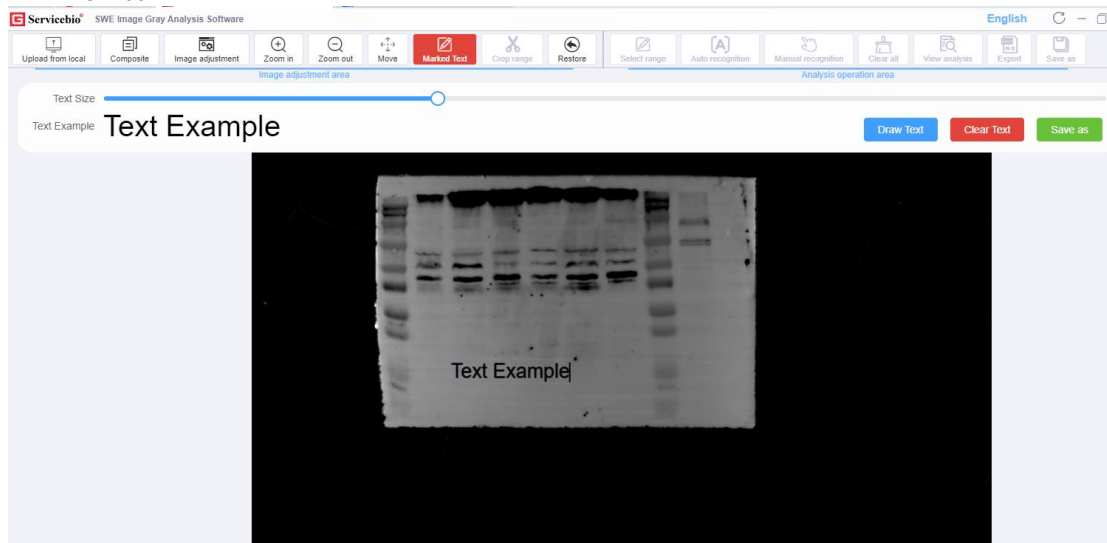 Servicebio® SWE Image Gray Analysis Software English
Upload from local Composite Image adjustment Zoom in Zoom out Move Marked Text Crop range Restore Select range Auto recognition Manual recognition Clear all View analysis Export Save as
Image adjustment area Analysis operation area
Text Size
Text Example Text Example Draw Text Clear Text Save as
Text Example